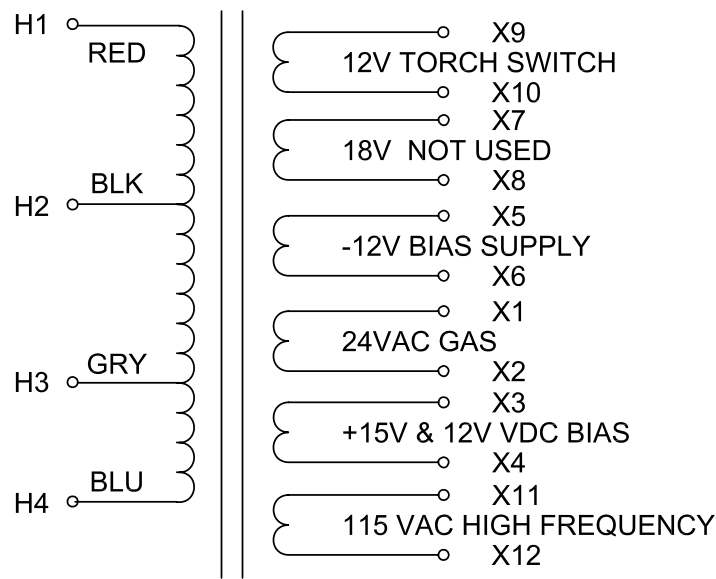 H1
RED
BLK
H2
GRY
H3
BLU
H4
X9
12V TORCH SWITCH
X10
X7
18V NOT USED
X8
X5
-12V BIAS SUPPLY
X6
X1
24VAC GAS
X2
X3
+15V & 12V VDC BIAS
X4
X11
115 VAC HIGH FREQUENCY
X12